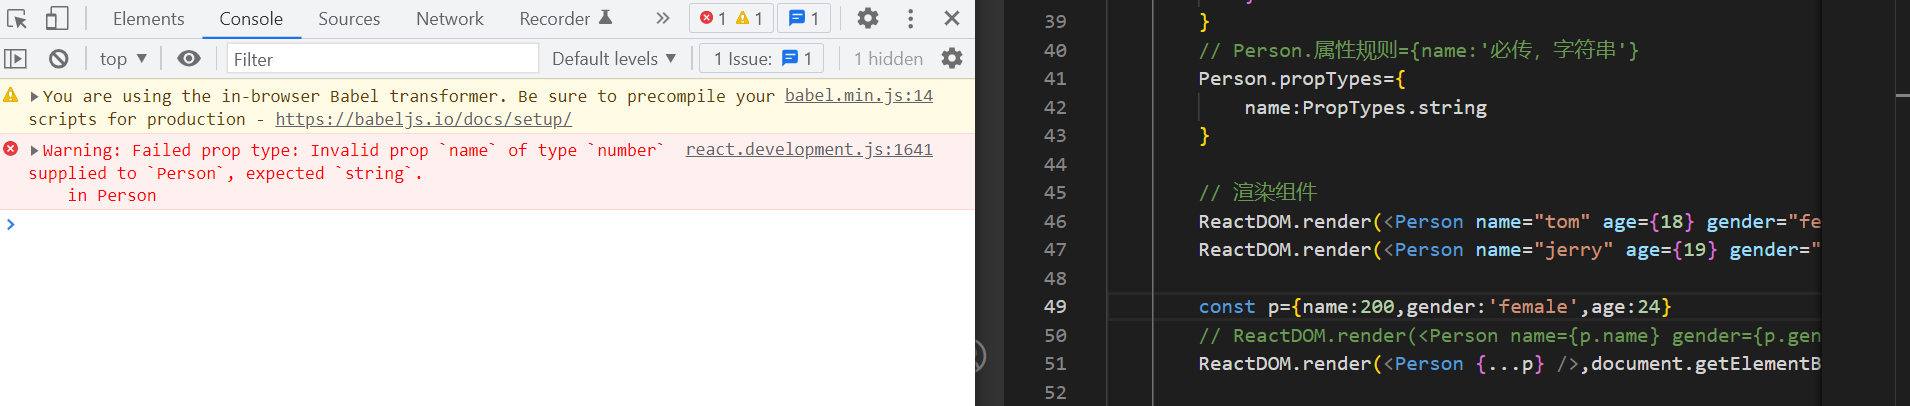 Elements Console Sources Network Recorder 1 1 1
top Filter Default levels 1 Issue: 1 1 hidden
You are using the in-browser Babel transformer. Be sure to precompile your babel.min.js:14
scripts for production - https://babeljs.io/docs/setup/
Warning: Failed prop type: Invalid prop `name` of type `number` react.development.js:1641
supplied to `Person`, expected `string`.
in Person
>
39 }
40 // Person.属性规则={name:'必传，字符串'}
41 Person.propTypes={
42 name:PropTypes.string
43 }
44
45 // 渲染组件
46 ReactDOM.render(<Person name="tom" age={18} gender="fe
47 ReactDOM.render(<Person name="jerry" age={19} gender="
48
49 const p={name:200,gender:'female',age:24}
50 // ReactDOM.render(<Person name={p.name} gender={p.gen
51 ReactDOM.render(<Person {...p} />,document.getElementB
52